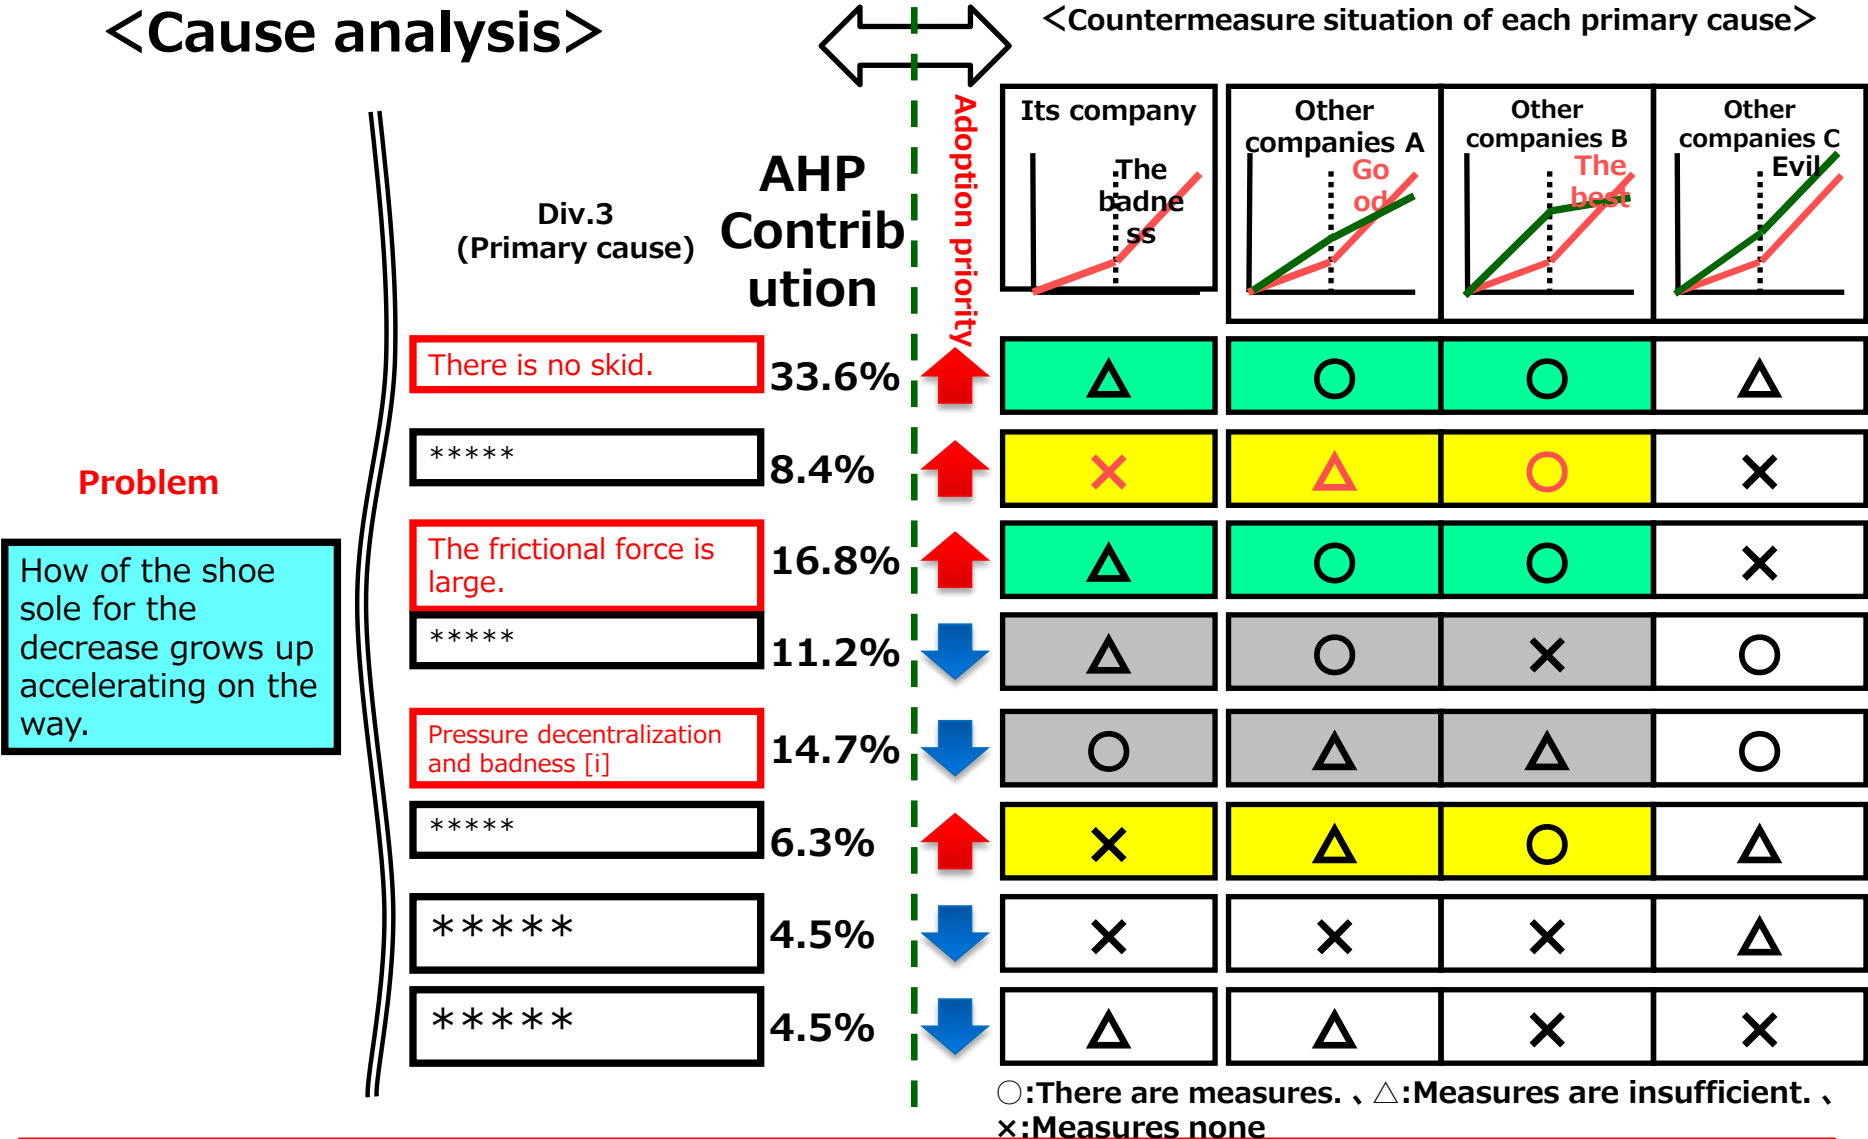 <Cause analysis>
<Countermeasure situation of each primary cause>
Problem
How of the shoe
sole for the
decrease grows up
accelerating on the
way.
Div.3
(Primary cause)
AHP
Contrib
ution
Adoption priority
Its company
The
badne
ss
Other
companies A
Go
od
Other
companies B
The
best
Other
companies C
Evil
There is no skid.
33.6%
△ ○ ○ △
*****
8.4%
× △ ○ ×
The frictional force is
large.
16.8%
△ ○ ○ ×
*****
11.2%
△ ○ × ○
Pressure decentralization
and badness [i]
14.7%
○ △ △ ○
*****
6.3%
× △ ○ △
*****
4.5%
× × × △
*****
4.5%
△ △ × ×
○:There are measures. 、△:Measures are insufficient. 、
×:Measures none